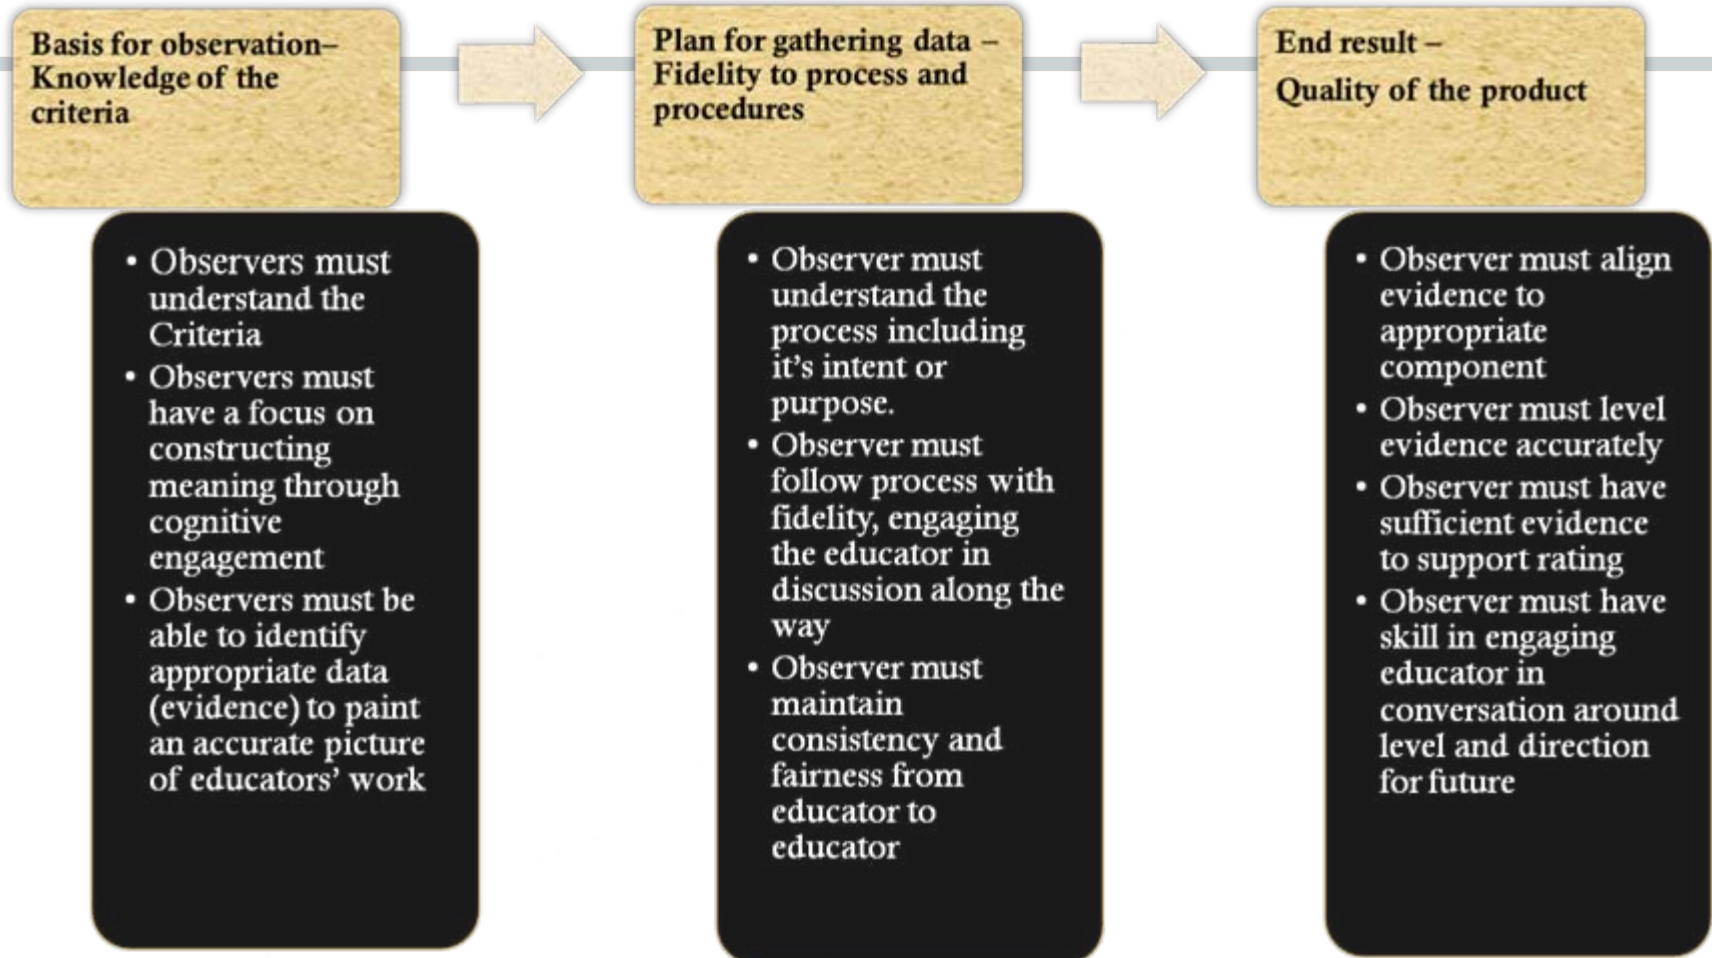 Basis for observation–
Knowledge of the
criteria
• Observers must
understand the
Criteria
• Observers must
have a focus on
constructing
meaning through
cognitive
engagement
• Observers must be
able to identify
appropriate data
(evidence) to paint
an accurate picture
of educators’ work
Plan for gathering data –
Fidelity to process and
procedures
• Observer must
understand the
process including
it’s intent or
purpose.
• Observer must
follow process with
fidelity, engaging
the educator in
discussion along the
way
• Observer must
maintain
consistency and
fairness from
educator to
educator
End result –
Quality of the product
• Observer must align
evidence to
appropriate
component
• Observer must level
evidence accurately
• Observer must have
sufficient evidence
to support rating
• Observer must have
skill in engaging
educator in
conversation around
level and direction
for future